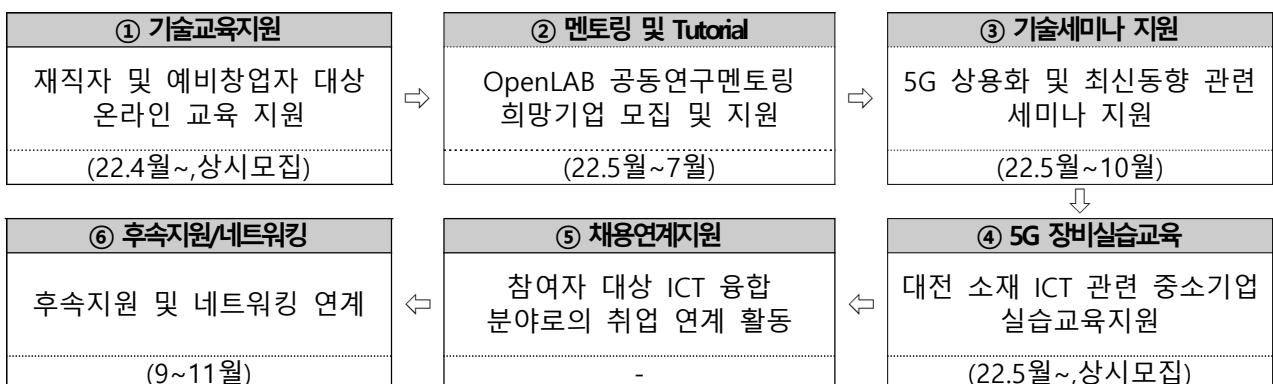 ① 기술교육지원
재직자 및 예비창업자 대상
온라인 교육 지원
(22.4월~,상시모집)
⇨
② 멘토링 및 Tutorial
OpenLAB 공동연구멘토링
희망기업 모집 및 지원
(22.5월~7월)
⇨
③ 기술세미나 지원
5G 상용화 및 최신동향 관련
세미나 지원
(22.5월~10월)
⇩
④ 5G 장비실습교육
대전 소재 ICT 관련 중소기업
실습교육지원
(22.5월~,상시모집)
⇦
⑤ 채용연계지원
참여자 대상 ICT 융합
분야로의 취업 연계 활동
-
⇦
⑥ 후속지원/네트워킹
후속지원 및 네트워킹 연계
(9~11월)